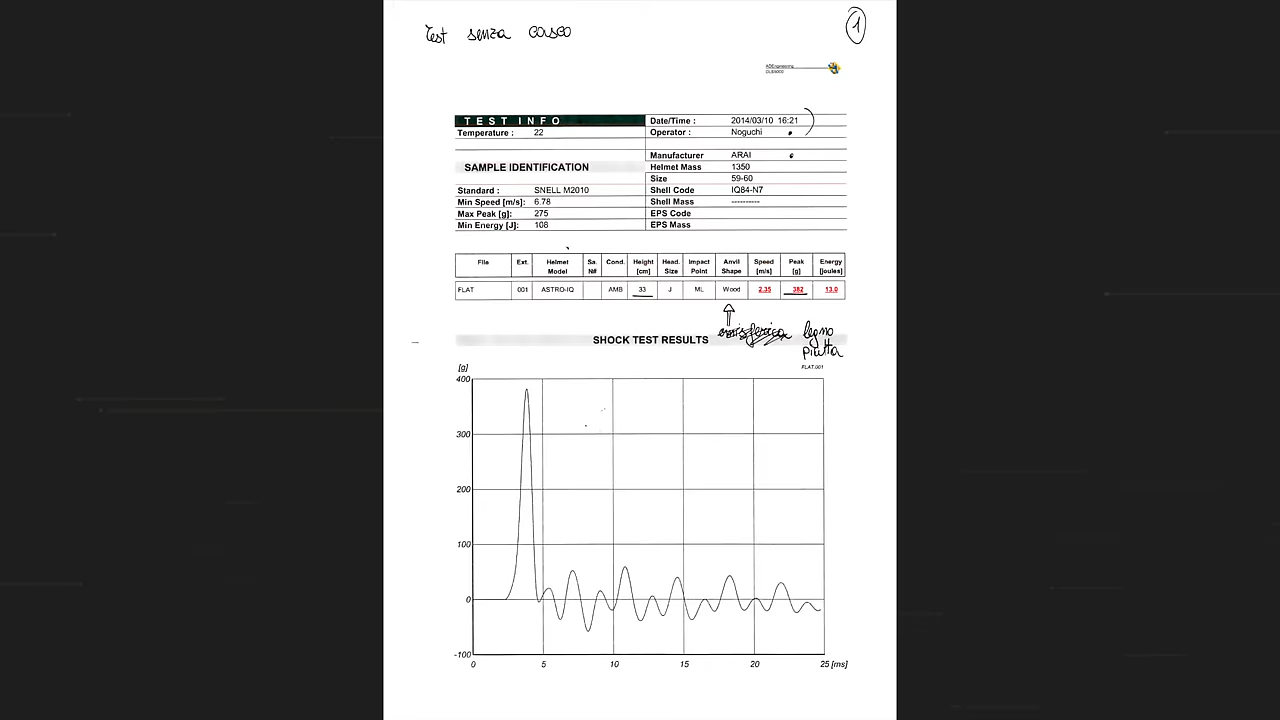 Test senza casco
1
ADEngineering
DLS9000
TEST INFO
Date/Time : 2014/03/10 16:21
Temperature : 22
Operator : Noguchi
Manufacturer ARAI
SAMPLE IDENTIFICATION
Helmet Mass 1350
Size 59-60
Standard : SNELL M2010
Shell Code IQ84-N7
Min Speed [m/s]: 6.78
Shell Mass ----------
Max Peak [g]: 275
EPS Code
Min Energy [J]: 108
EPS Mass
File Ext. Helmet Model Sa. N# Cond. Height [cm] Head. Size Impact Point Anvil Shape Speed [m/s] Peak [g] Energy [joules]
FLAT 001 ASTRO-IQ AMB 33 J ML Wood 2.35 382 13.0
legno
piatta
SHOCK TEST RESULTS
FLAT.001
[g]
400
300
200
100
0
-100
0 5 10 15 20 25 [ms]